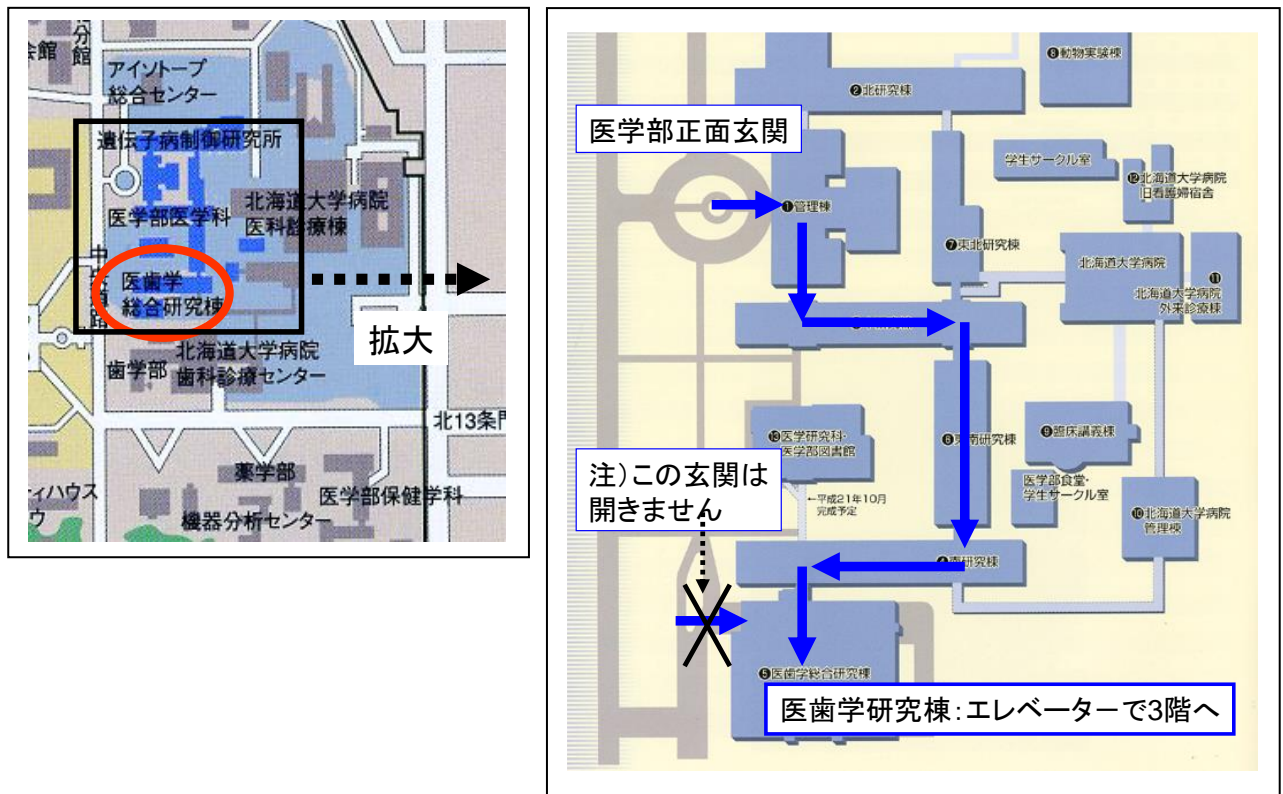 分
館
会館
アイソトープ
総合センター
遺伝子病制御研究所
北海道大学病院
医科診療棟
医学部医学科
医歯学
総合研究棟
北海道大学病院
歯科診療センター
歯学部
北13条門
薬学部
医学部保健学科
機器分析センター
ティハウス
ウ
拡大
❽動物実験棟
❷北研究棟
医学部正面玄関
学生サークル室
⓬北海道大学病院
旧看護婦宿舎
❶管理棟
❼東北研究棟
北海道大学病院
⓫
北海道大学病院
外来診療棟
⓭医学研究科・
医学部図書館
❾臨床講義棟
注)この玄関は
開きません
医学部食堂・
学生サークル室
←平成21年10月
完成予定
❿北海道大学病院
管理棟
南研究棟
❺医歯学総合研究棟
医歯学研究棟:エレベーターで3階へ